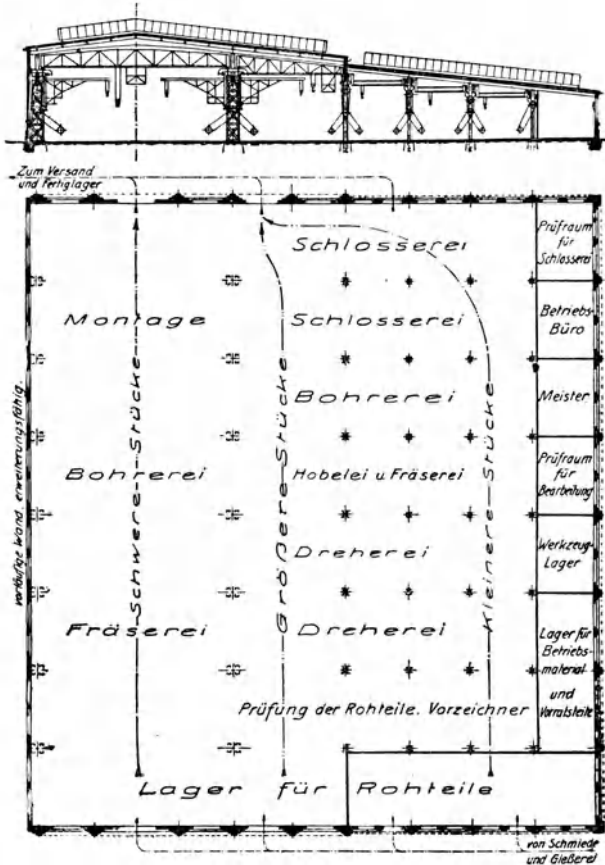 Zum Versand
und Fertiglager
Schlosserei
Prüfraum
für
Schlosserei
Montage
Schlosserei
Betriebs-
Büro
Bohrerei
Meister
vorläufige Wand, erweiterungsfähig.
Schwere Stücke
Größere Stücke
Kleinere Stücke
Bohrerei
Hobelei u Fräserei
Prüfraum
für
Bearbeitung
Dreherei
Werkzeug-
Lager
Fräserei
Dreherei
Lager für
Betriebs-
material
und
Vorratsteile
Prüfung der Rohteile. Vorzeichner
Lager für Rohteile
von Schmiede
und Gießerei